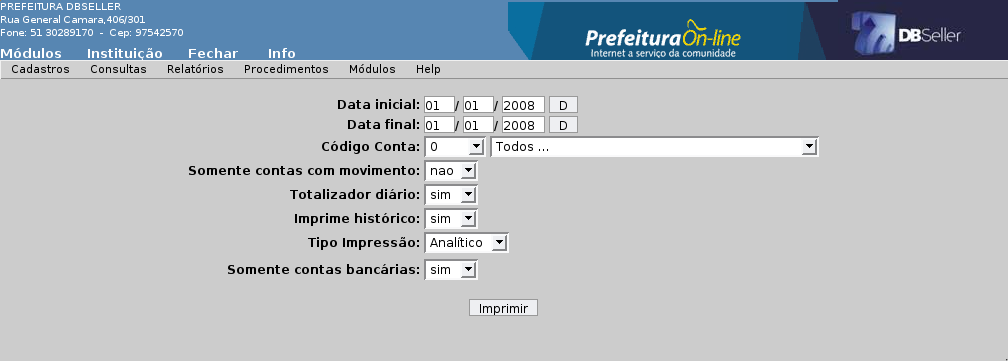 PREFEITURA DBSELLER
Rua General Camara,406/301
Fone: 51 30289170 - Cep: 97542570
Módulos Instituição Fechar Info
Prefeitura On-line
Internet a serviço da comunidade
DBSeller
Cadastros Consultas Relatórios Procedimentos Módulos Help
Data inicial: 01 / 01 / 2008 D
Data final: 01 / 01 / 2008 D
Código Conta: 0 Todos ...
Somente contas com movimento: nao
Totalizador diário: sim
Imprime histórico: sim
Tipo Impressão: Analítico
Somente contas bancárias: sim
Imprimir